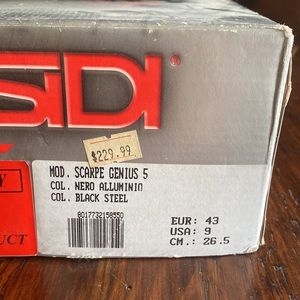 SIDI
®
$229.99
MOD. SCARPE GENIUS 5
COL. NERO ALLUMINIO
COL. BLACK STEEL
8017732158550
EUR: 43
USA: 9
CM.: 26.5